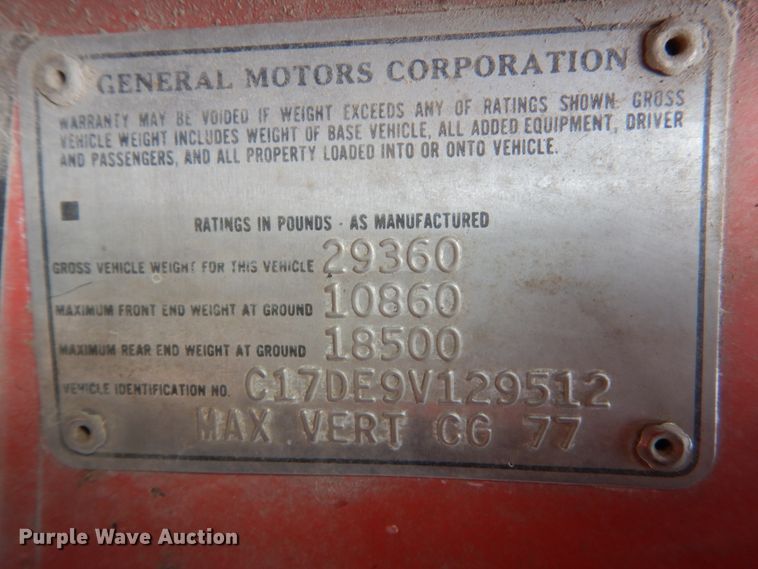 GENERAL MOTORS CORPORATION
WARRANTY MAY BE VOIDED IF WEIGHT EXCEEDS ANY OF RATINGS SHOWN. GROSS
VEHICLE WEIGHT INCLUDES WEIGHT OF BASE VEHICLE, ALL ADDED EQUIPMENT, DRIVER
AND PASSENGERS, AND ALL PROPERTY LOADED INTO OR ONTO VEHICLE.
RATINGS IN POUNDS - AS MANUFACTURED
GROSS VEHICLE WEIGHT FOR THIS VEHICLE 29360
MAXIMUM FRONT END WEIGHT AT GROUND 10860
MAXIMUM REAR END WEIGHT AT GROUND 18500
VEHICLE IDENTIFICATION NO. C17DE9V129512
MAX VERT CG 77
Purple Wave Auction